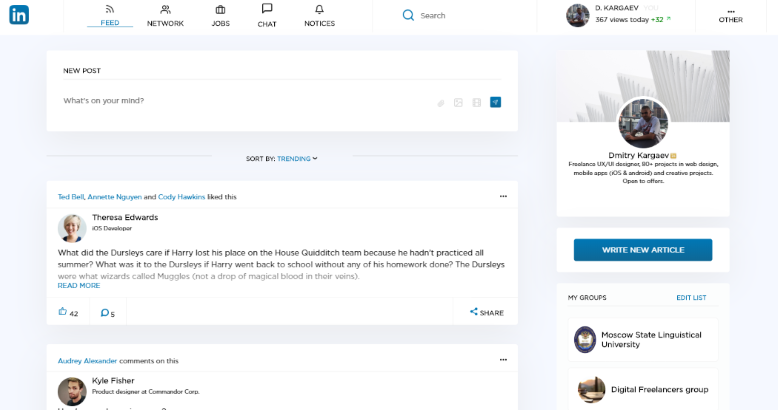 in
FEED
NETWORK
JOBS
CHAT
NOTICES
Search
D. KARGAEV YOU
367 views today +32
OTHER
NEW POST
What's on your mind?
SORT BY: TRENDING
Ted Bell, Annette Nguyen and Cody Hawkins liked this
Theresa Edwards
iOS Developer
What did the Dursleys care if Harry lost his place on the House Quidditch team because he hadn't practiced all
summer? What was it to the Dursleys if Harry went back to school without any of his homework done? The Dursleys
were what wizards called Muggles (not a drop of magical blood in their veins).
READ MORE
42
5
SHARE
Audrey Alexander comments on this
Kyle Fisher
Product designer at Commandor Corp.
Dmitry Kargaev
Freelance UX/UI designer, 80+ projects in web design,
mobile apps (iOS & android) and creative projects.
Open to offers.
WRITE NEW ARTICLE
MY GROUPS
EDIT LIST
Moscow State Linguistical
University
Digital Freelancers group